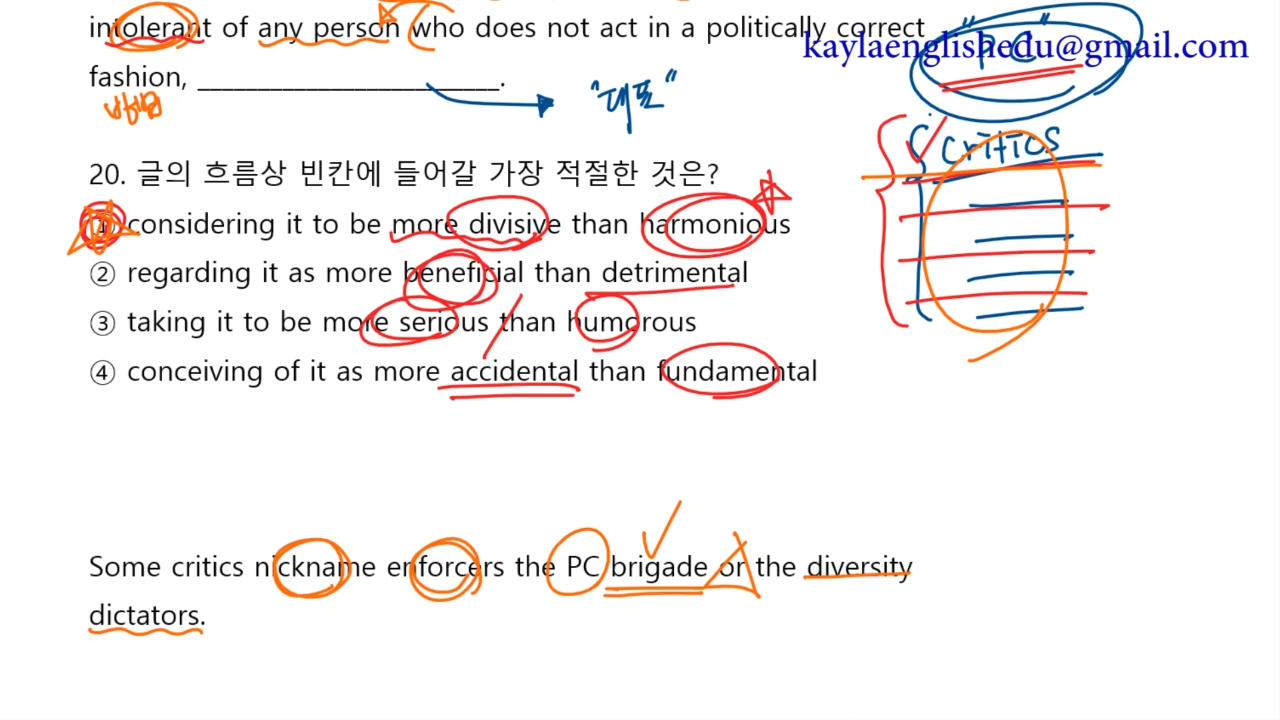 intolerant of any person who does not act in a politically correct
kaylaenglishedu@gmail.com
"PC"
fashion, ______________________.
방법
"태도"
critics
20. 글의 흐름상 빈칸에 들어갈 가장 적절한 것은?
① considering it to be more divisive than harmonious
② regarding it as more beneficial than detrimental
③ taking it to be more serious than humorous
④ conceiving of it as more accidental than fundamental
Some critics nickname enforcers the PC brigade or the diversity
dictators.